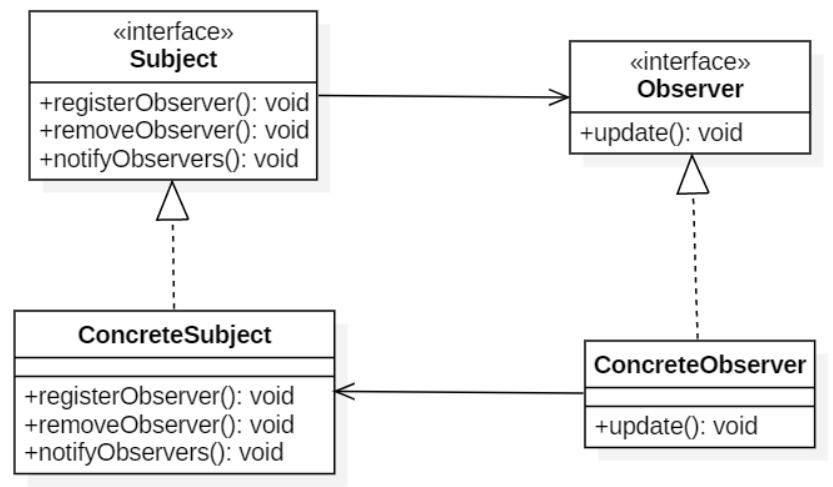 «interface»
Subject
+registerObserver(): void
+removeObserver(): void
+notifyObservers(): void
«interface»
Observer
+update(): void
ConcreteSubject
+registerObserver(): void
+removeObserver(): void
+notifyObservers(): void
ConcreteObserver
+update(): void